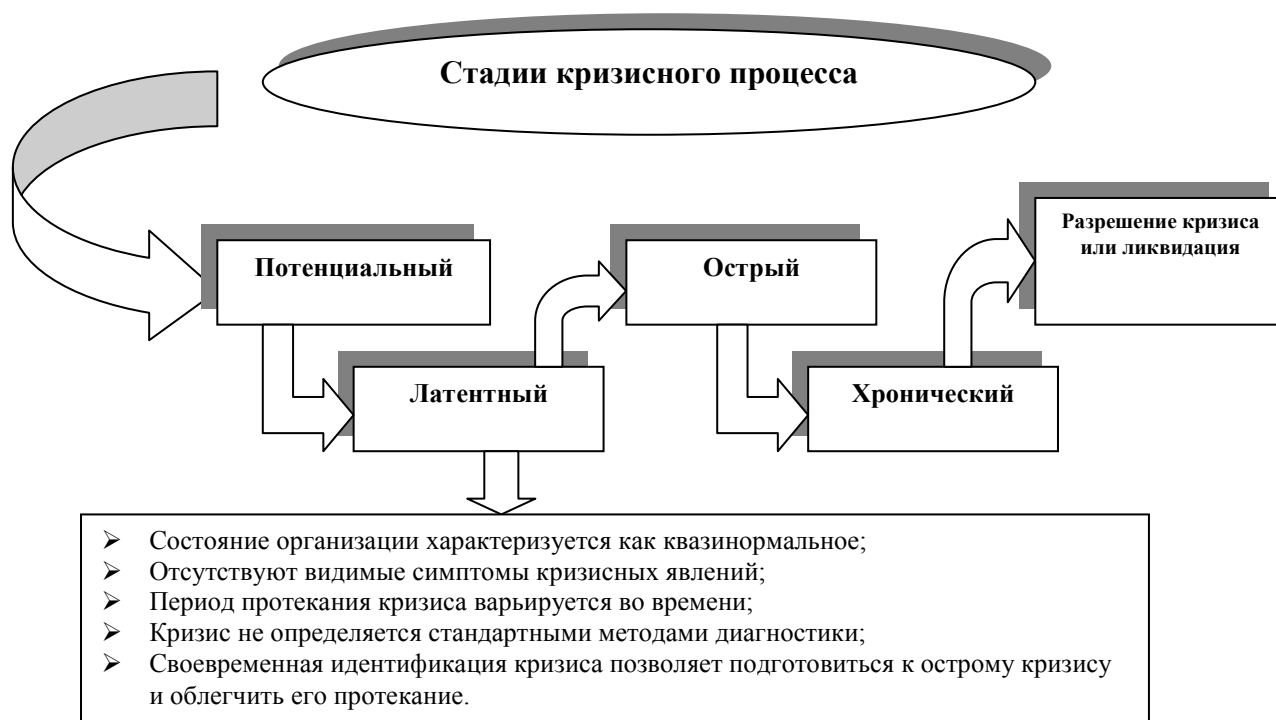 Стадии кризисного процесса
Разрешение кризиса
или ликвидация
Потенциальный
Острый
Латентный
Хронический
➢ Состояние организации характеризуется как квазинормальное;
➢ Отсутствуют видимые симптомы кризисных явлений;
➢ Период протекания кризиса варьируется во времени;
➢ Кризис не определяется стандартными методами диагностики;
➢ Своевременная идентификация кризиса позволяет подготовиться к острому кризису
и облегчить его протекание.